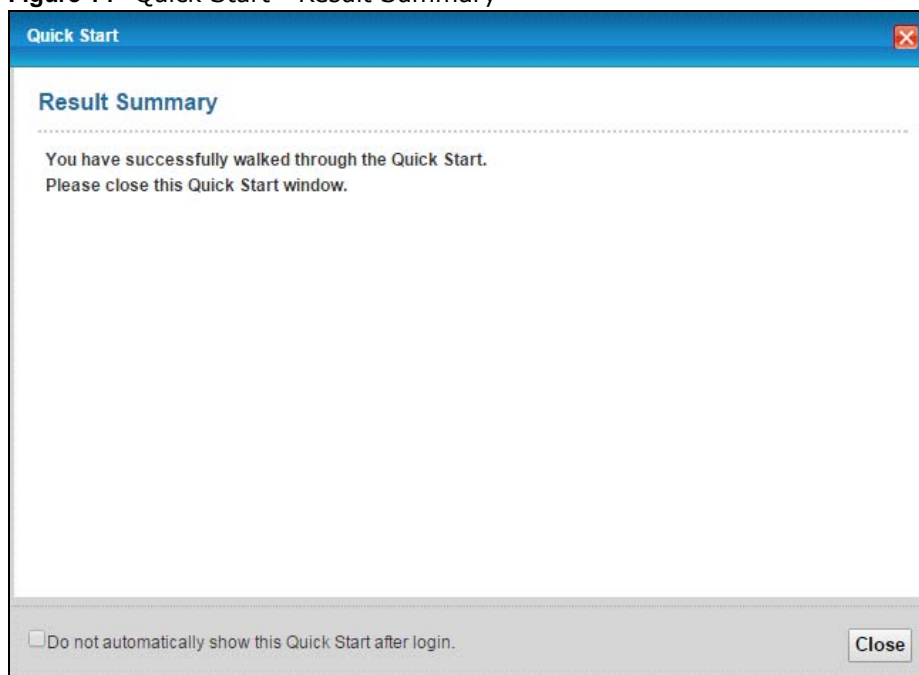 Quick Start
Result Summary
You have successfully walked through the Quick Start.
Please close this Quick Start window.
Do not automatically show this Quick Start after login.
Close